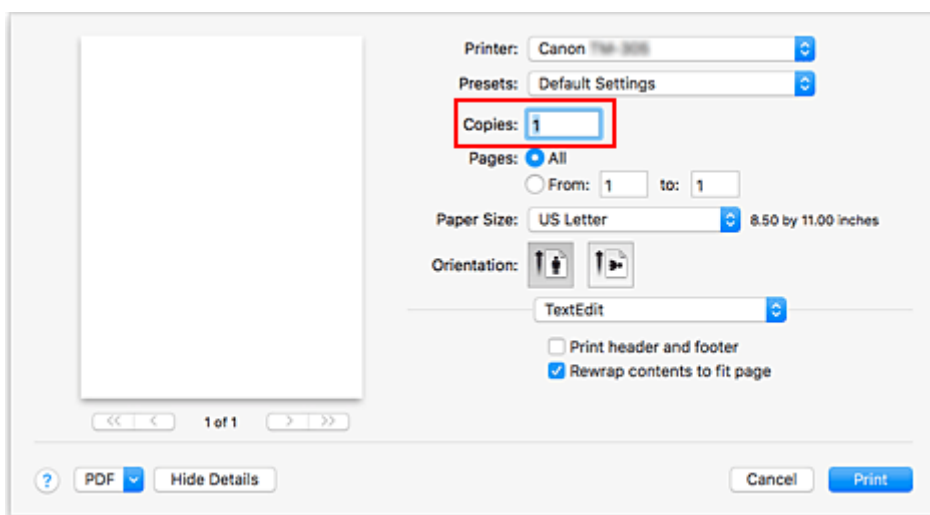 Printer: Canon
Presets: Default Settings
Copies: 1
Pages: All
From: 1 to: 1
Paper Size: US Letter 8.50 by 11.00 inches
Orientation:
TextEdit
Print header and footer
Rewrap contents to fit page
<< < 1 of 1 > >>
? PDF Hide Details Cancel Print